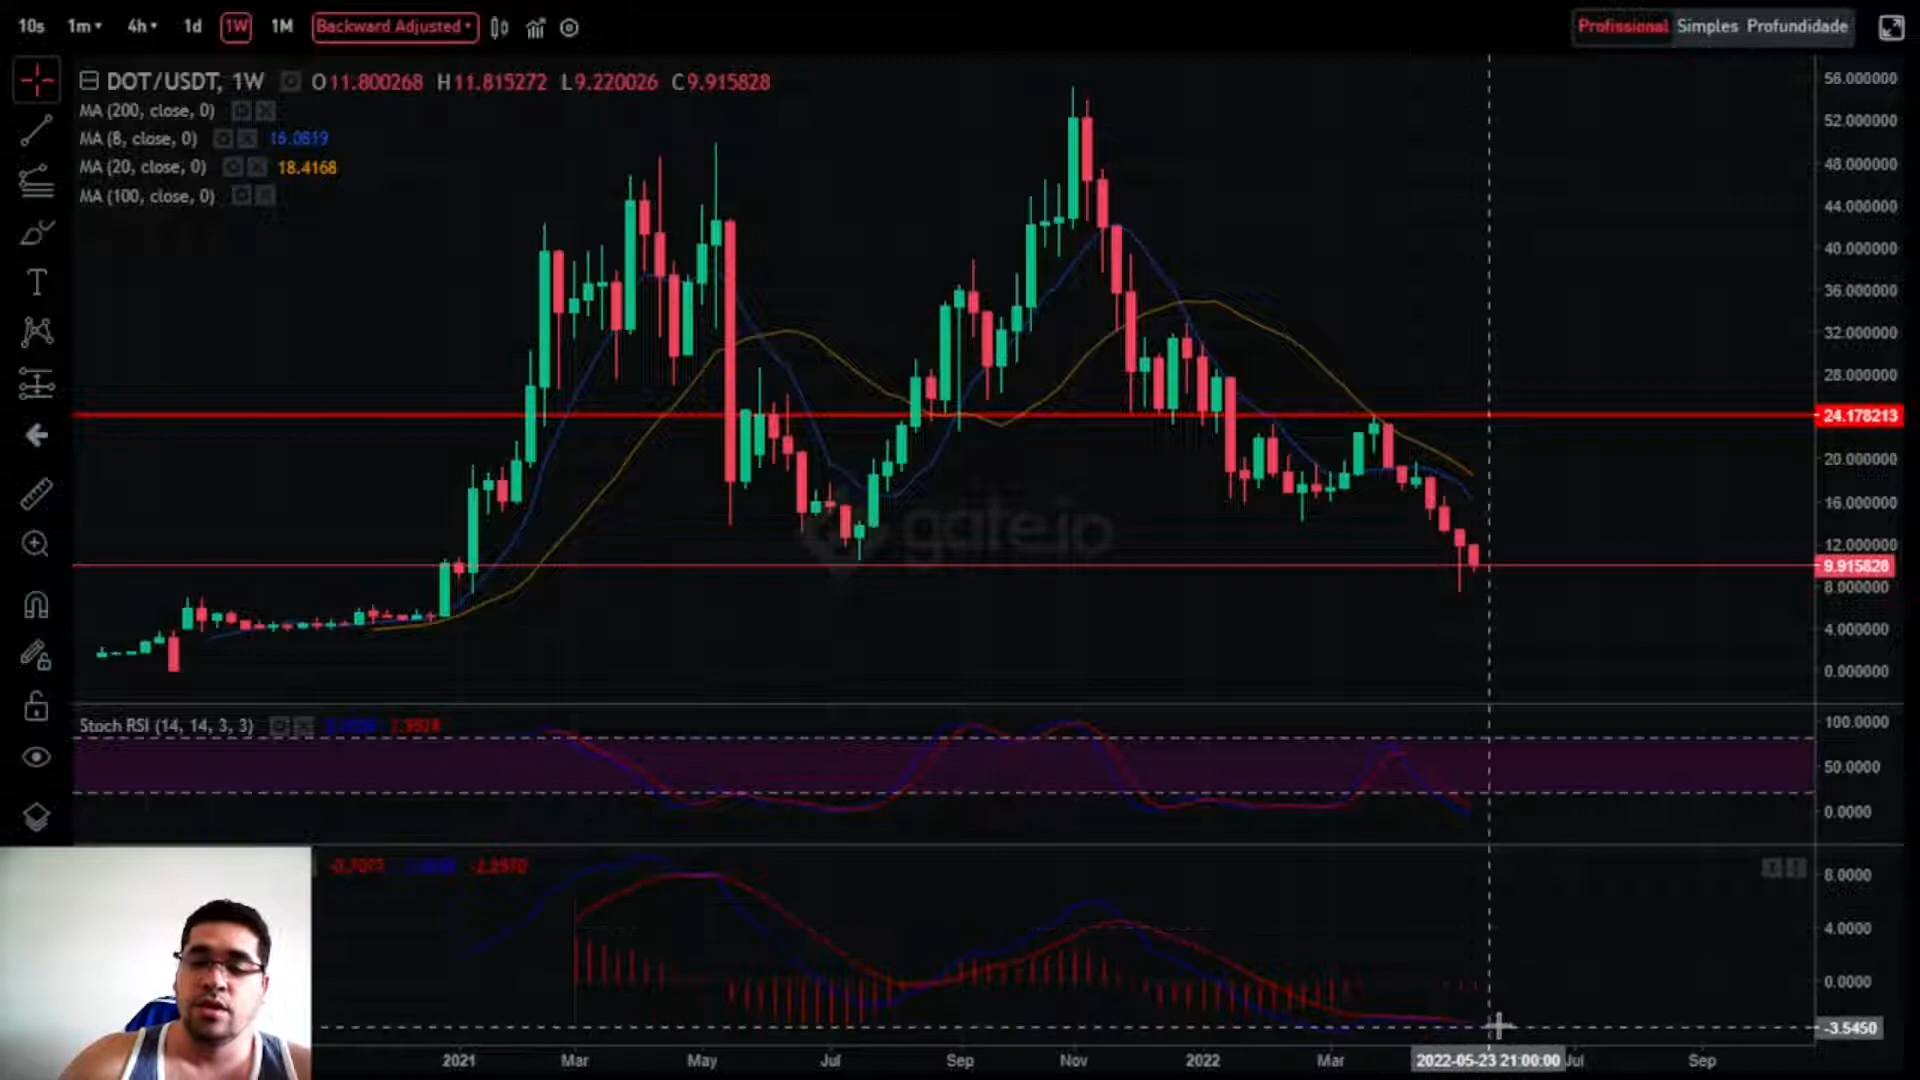 10s 1m 4h 1d 1W 1M Backward Adjusted Profissional Simples Profundidade
DOT/USDT, 1W O11.800268 H11.815272 L9.220026 C9.915828
MA (200, close, 0)
MA (8, close, 0) 16.0819
MA (20, close, 0) 18.4168
MA (100, close, 0)
56.000000
52.000000
48.000000
44.000000
40.000000
36.000000
32.000000
28.000000
24.178213
20.000000
16.000000
gate.io
12.000000
9.915828
8.000000
4.000000
0.000000
Stoch RSI (14, 14, 3, 3)
100.0000
50.0000
0.0000
8.0000
4.0000
0.0000
-3.5450
2021 Mar May Jul Sep Nov 2022 Mar 2022-05-23 21:00:00 Jul Sep